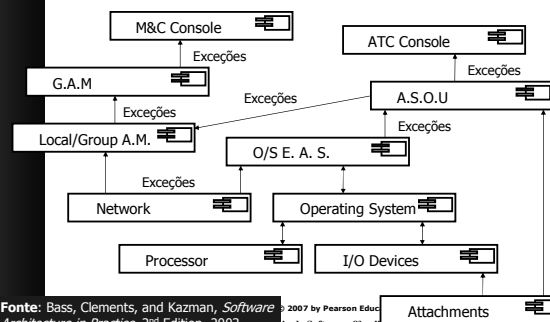 M&C Console
ATC Console
Exceções
Exceções
G.A.M
A.S.O.U
Exceções
Exceções
Exceções
Local/Group A.M.
O/S E. A. S.
Exceções
Network
Operating System
Processor
I/O Devices
Attachments
Fonte: Bass, Clements, and Kazman, Software
2007 by Pearson Educ